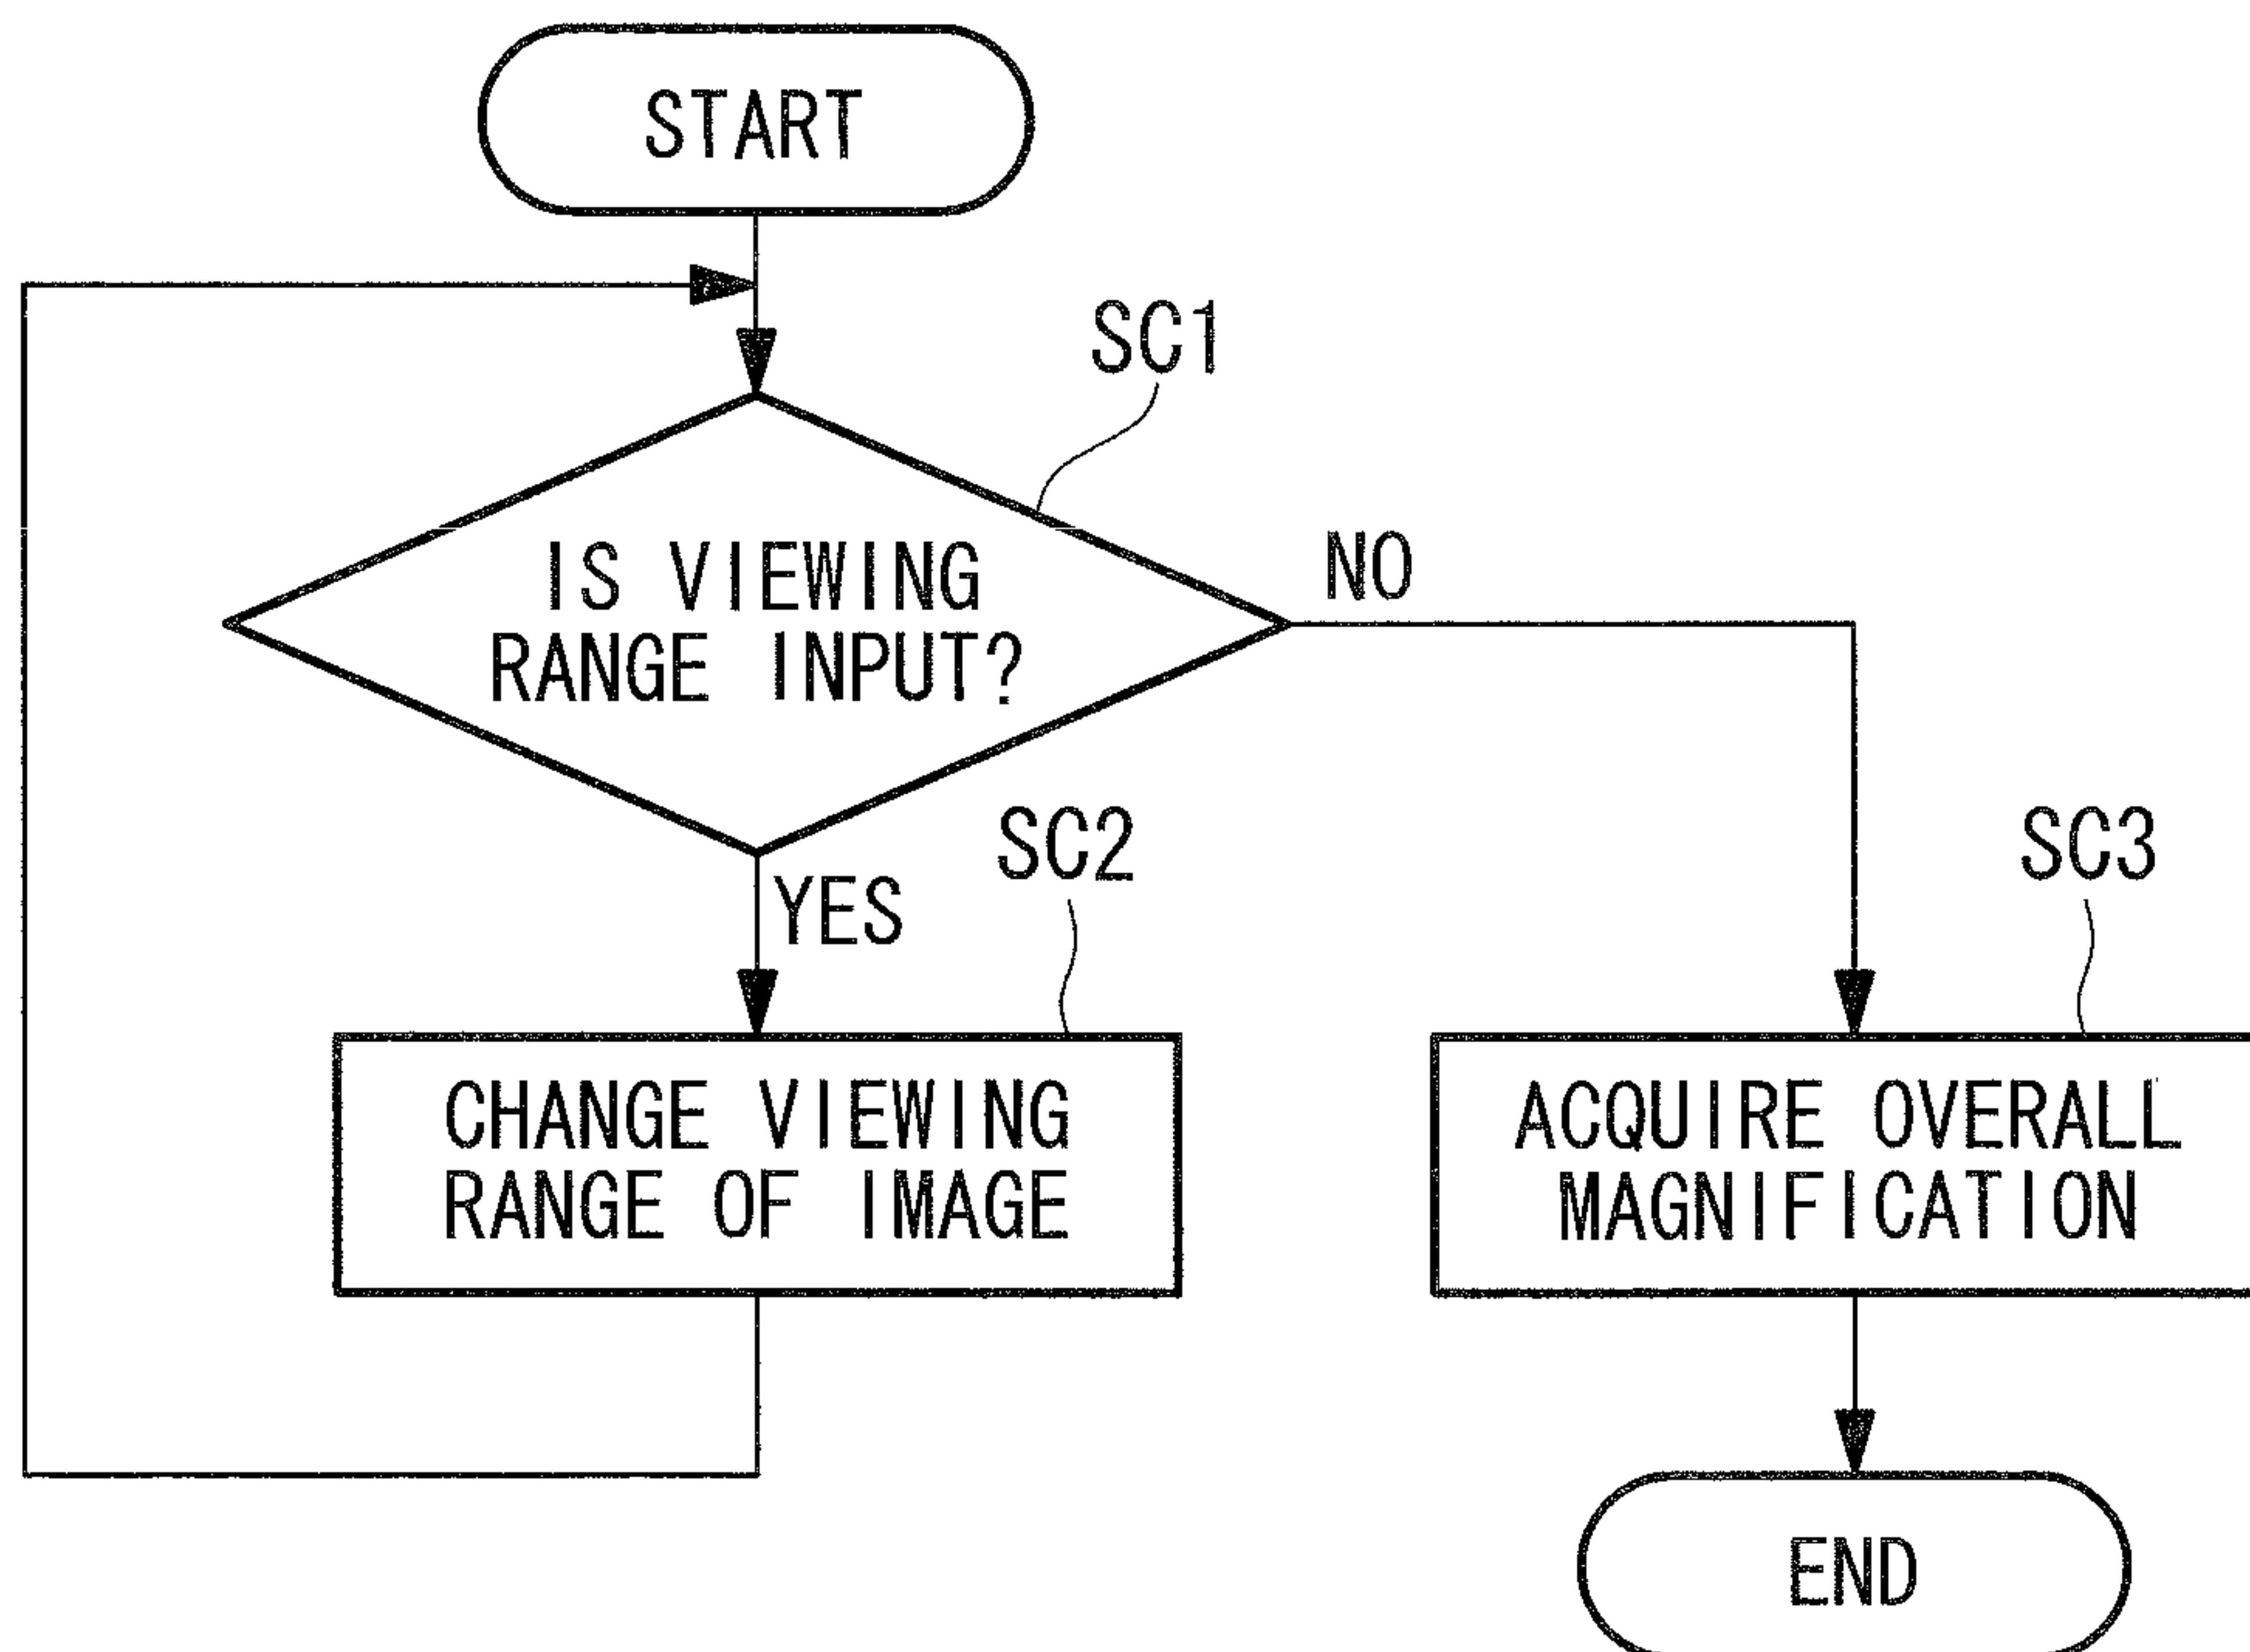 START
SC1
IS VIEWING
RANGE INPUT?
NO
YES
SC2
SC3
CHANGE VIEWING
RANGE OF IMAGE
ACQUIRE OVERALL
MAGNIFICATION
END